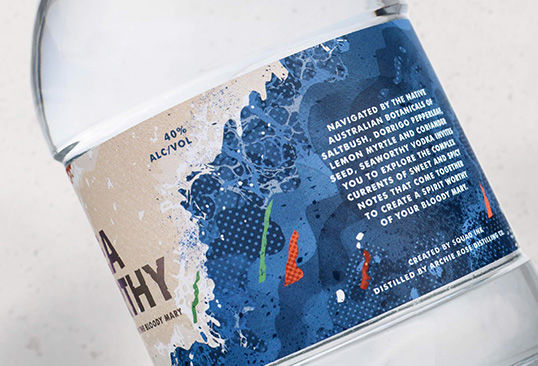 40%
ALC/VOL
A
THY
BLOODY MARY
NAVIGATED BY THE NATIVE
AUSTRALIAN BOTANICALS OF
SALTBUSH, DORRIGO PEPPERLEAF,
LEMON MYRTLE AND CORIANDER
SEED, SEAWORTHY VODKA INVITES
YOU TO EXPLORE THE COMPLEX
CURRENTS OF SWEET AND SPICY
NOTES THAT COME TOGETHER
TO CREATE A SPIRIT WORTHY
OF YOUR BLOODY MARY.
CREATED BY SQUAD INK.
DISTILLED BY ARCHIE ROSE DISTILLING CO.